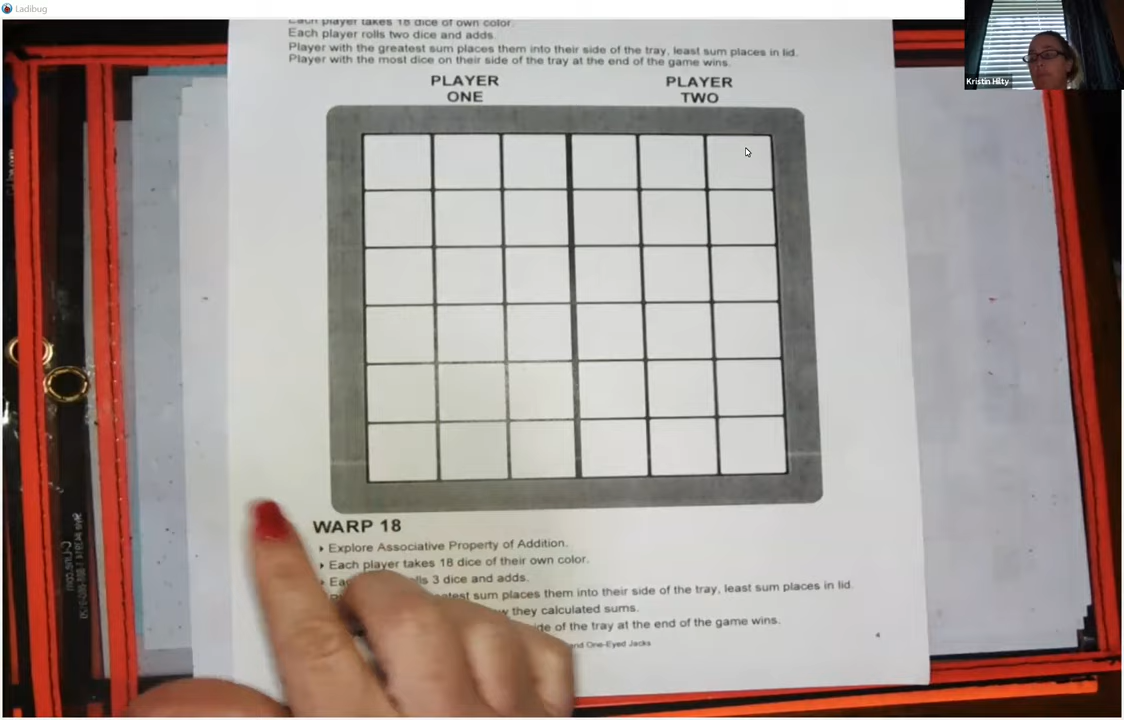 Ladibug
Each player takes 18 dice of own color.
Each player rolls two dice and adds.
Player with the greatest sum places them into their side of the tray, least sum places in lid.
Player with the most dice on their side of the tray at the end of the game wins.
PLAYER ONE
PLAYER TWO
Kristin Hilty
WARP 18
Explore Associative Property of Addition.
Each player takes 18 dice of their own color.
3 dice and adds.
sum places them into their side of the tray, least sum places in lid.
they calculated sums.
of the tray at the end of the game wins.
and One-Eyed Jacks
4